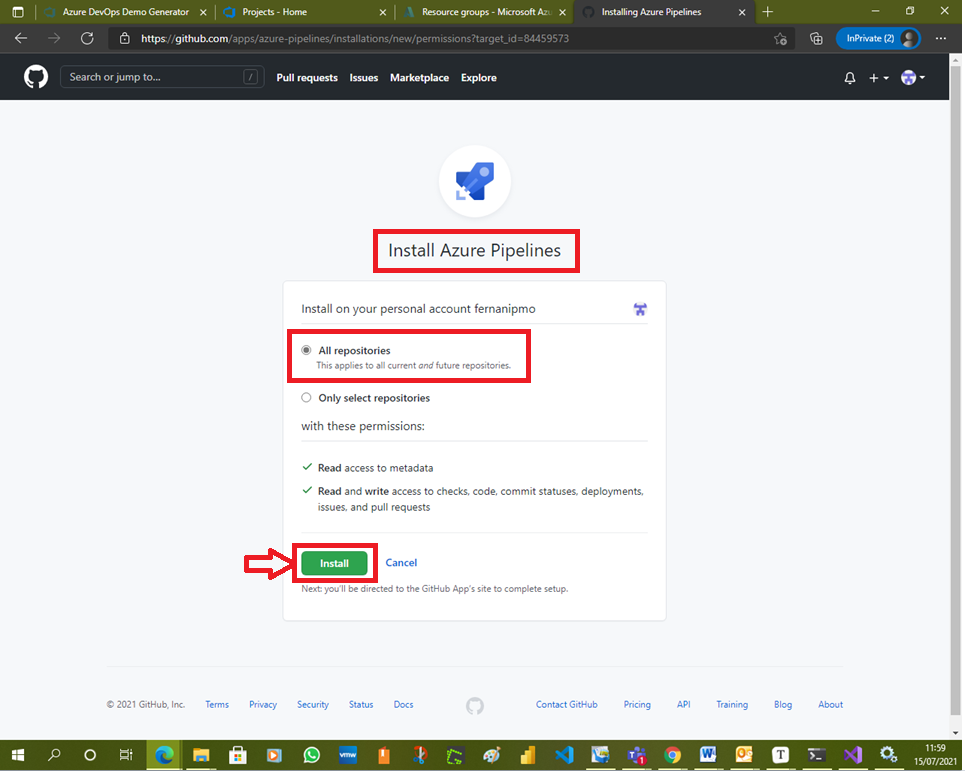 Azure DevOps Demo Generator
Projects - Home
Resource groups - Microsoft Azu
Installing Azure Pipelines
https://github.com/apps/azure-pipelines/installations/new/permissions?target_id=84459573
InPrivate (2)
Search or jump to...
/
Pull requests
Issues
Marketplace
Explore
Install Azure Pipelines
Install on your personal account fernanipmo
All repositories
This applies to all current and future repositories.
Only select repositories
with these permissions:
Read access to metadata
Read and write access to checks, code, commit statuses, deployments,
issues, and pull requests
Install
Cancel
Next: you'll be directed to the GitHub App's site to complete setup.
© 2021 GitHub, Inc.
Terms
Privacy
Security
Status
Docs
Contact GitHub
Pricing
API
Training
Blog
About
vmw
11:59
15/07/2021